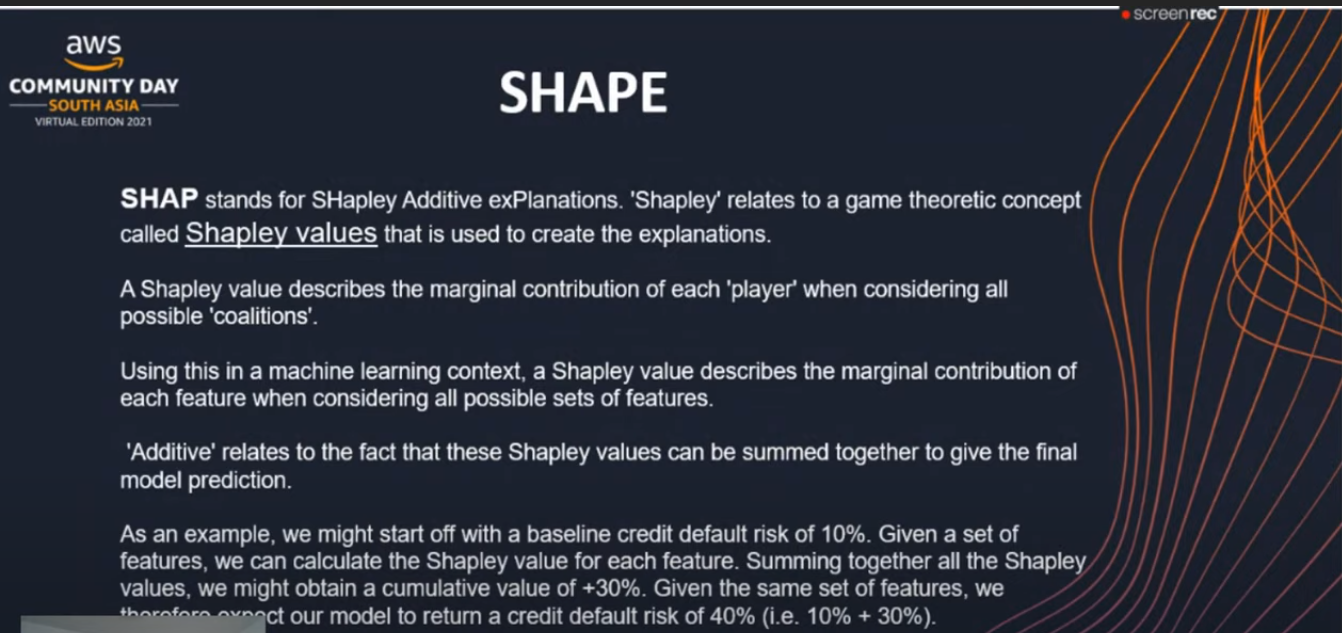 screenrec
aws
COMMUNITY DAY
SOUTH ASIA
VIRTUAL EDITION 2021
SHAPE
SHAP stands for SHapley Additive exPlanations. 'Shapley' relates to a game theoretic concept
called Shapley values that is used to create the explanations.
A Shapley value describes the marginal contribution of each 'player' when considering all
possible 'coalitions'.
Using this in a machine learning context, a Shapley value describes the marginal contribution of
each feature when considering all possible sets of features.
'Additive' relates to the fact that these Shapley values can be summed together to give the final
model prediction.
As an example, we might start off with a baseline credit default risk of 10%. Given a set of
features, we can calculate the Shapley value for each feature. Summing together all the Shapley
values, we might obtain a cumulative value of +30%. Given the same set of features, we
therefore expect our model to return a credit default risk of 40% (i.e. 10% + 30%).